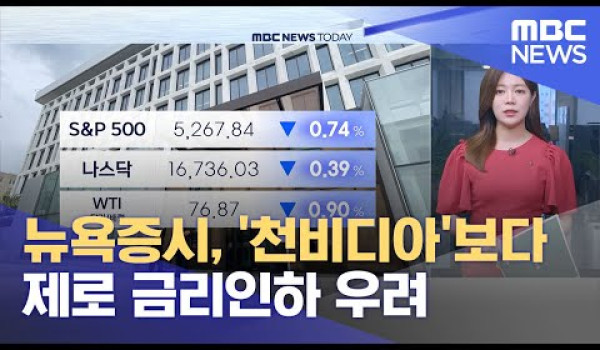 MBC NEWS TODAY
MBC
NEWS
S&P 500 5,267.84 ▼ 0.74 %
나스닥 16,736.03 ▼ 0.39 %
WTI 76.87 ▼ 0.90 %
뉴욕증시, '천비디아'보다
제로 금리인하 우려